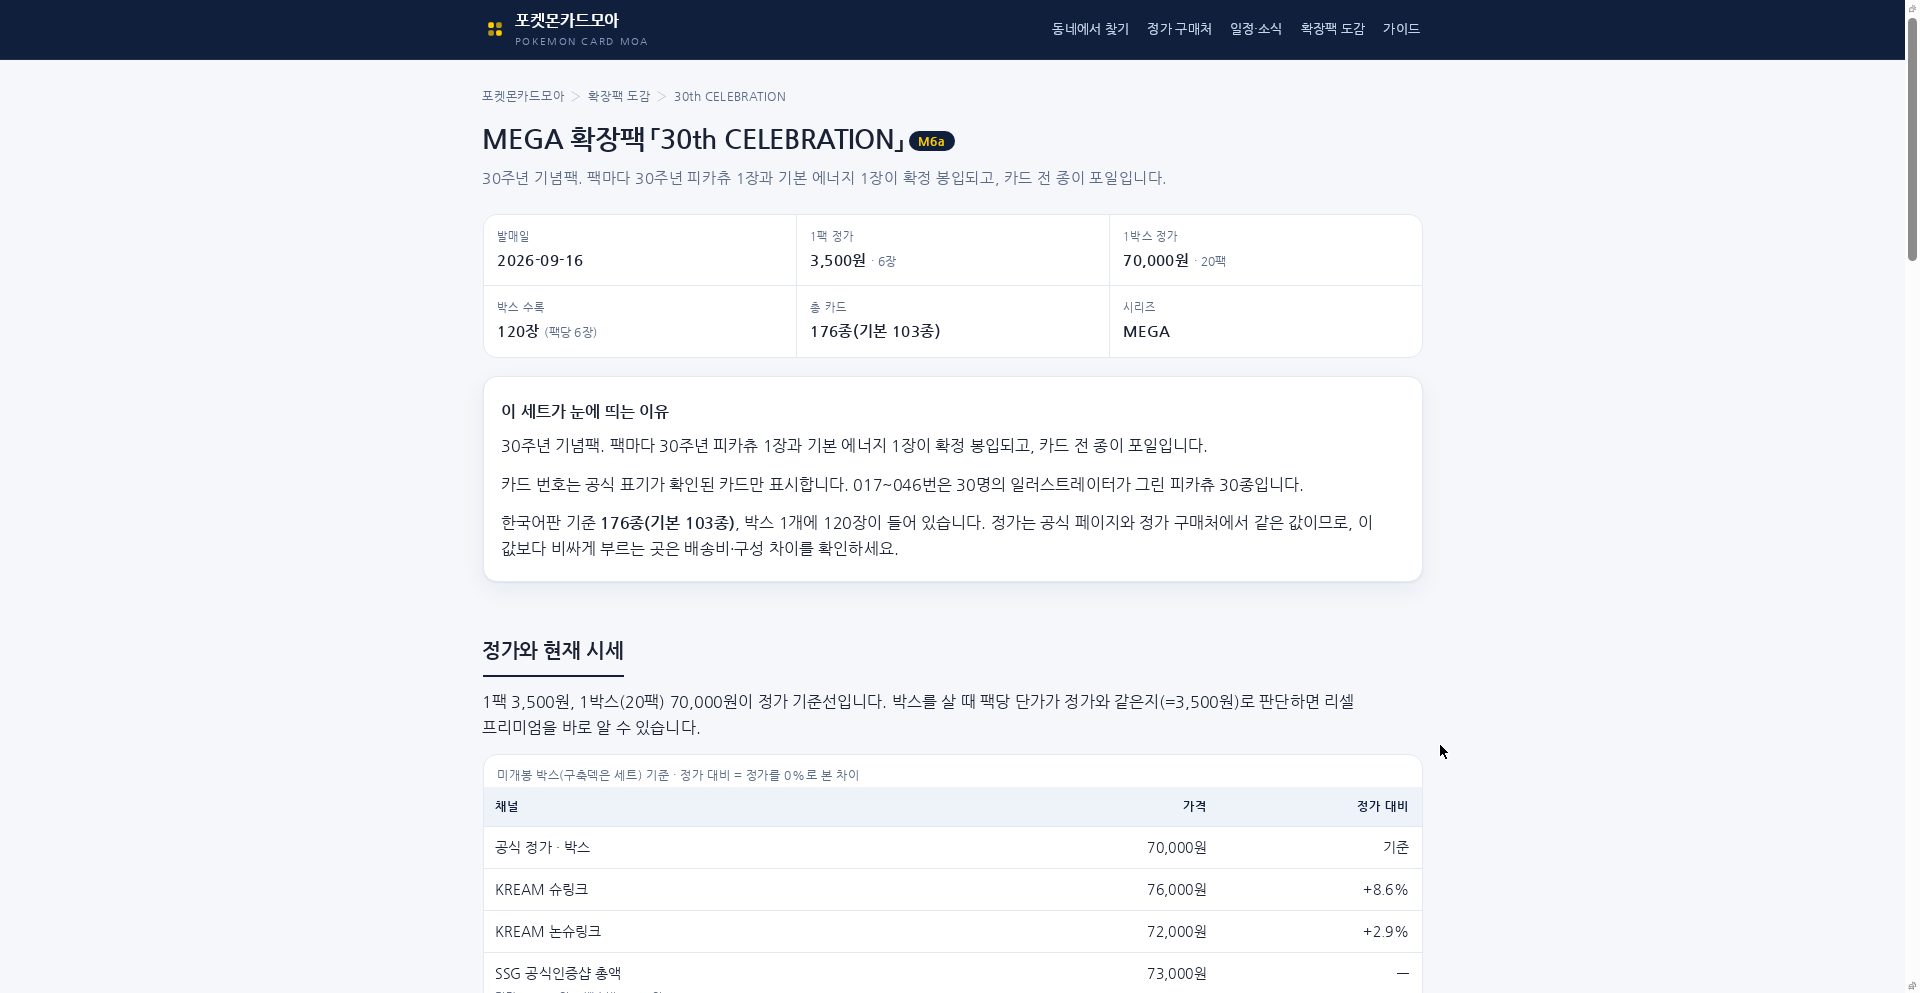 포켓몬카드모아
POKEMON CARD MOA
동네에서 찾기 정가 구매처 일정·소식 확장팩 도감 가이드
포켓몬카드모아 > 확장팩 도감 > 30th CELEBRATION
MEGA 확장팩 「30th CELEBRATION」 M6a
30주년 기념팩. 팩마다 30주년 피카츄 1장과 기본 에너지 1장이 확정 봉입되고, 카드 전 종이 포일입니다.
발매일 1팩 정가 1박스 정가
2026-09-16 3,500원 · 6장 70,000원 · 20팩
박스 수록 총 카드 시리즈
120장 (팩당 6장) 176종(기본 103종) MEGA
이 세트가 눈에 띄는 이유
30주년 기념팩. 팩마다 30주년 피카츄 1장과 기본 에너지 1장이 확정 봉입되고, 카드 전 종이 포일입니다.
카드 번호는 공식 표기가 확인된 카드만 표시합니다. 017~046번은 30명의 일러스트레이터가 그린 피카츄 30종입니다.
한국어판 기준 176종(기본 103종), 박스 1개에 120장이 들어 있습니다. 정가는 공식 페이지와 정가 구매처에서 같은 값이므로, 이
값보다 비싸게 부르는 곳은 배송비·구성 차이를 확인하세요.
정가와 현재 시세
1팩 3,500원, 1박스(20팩) 70,000원이 정가 기준선입니다. 박스를 살 때 팩당 단가가 정가와 같은지(=3,500원)로 판단하면 리셀
프리미엄을 바로 알 수 있습니다.
미개봉 박스(구축덱은 세트) 기준 · 정가 대비 = 정가를 0%로 본 차이
채널 가격 정가 대비
공식 정가 · 박스 70,000원 기준
KREAM 슈링크 76,000원 +8.6%
KREAM 논슈링크 72,000원 +2.9%
SSG 공식인증샵 총액 73,000원 —